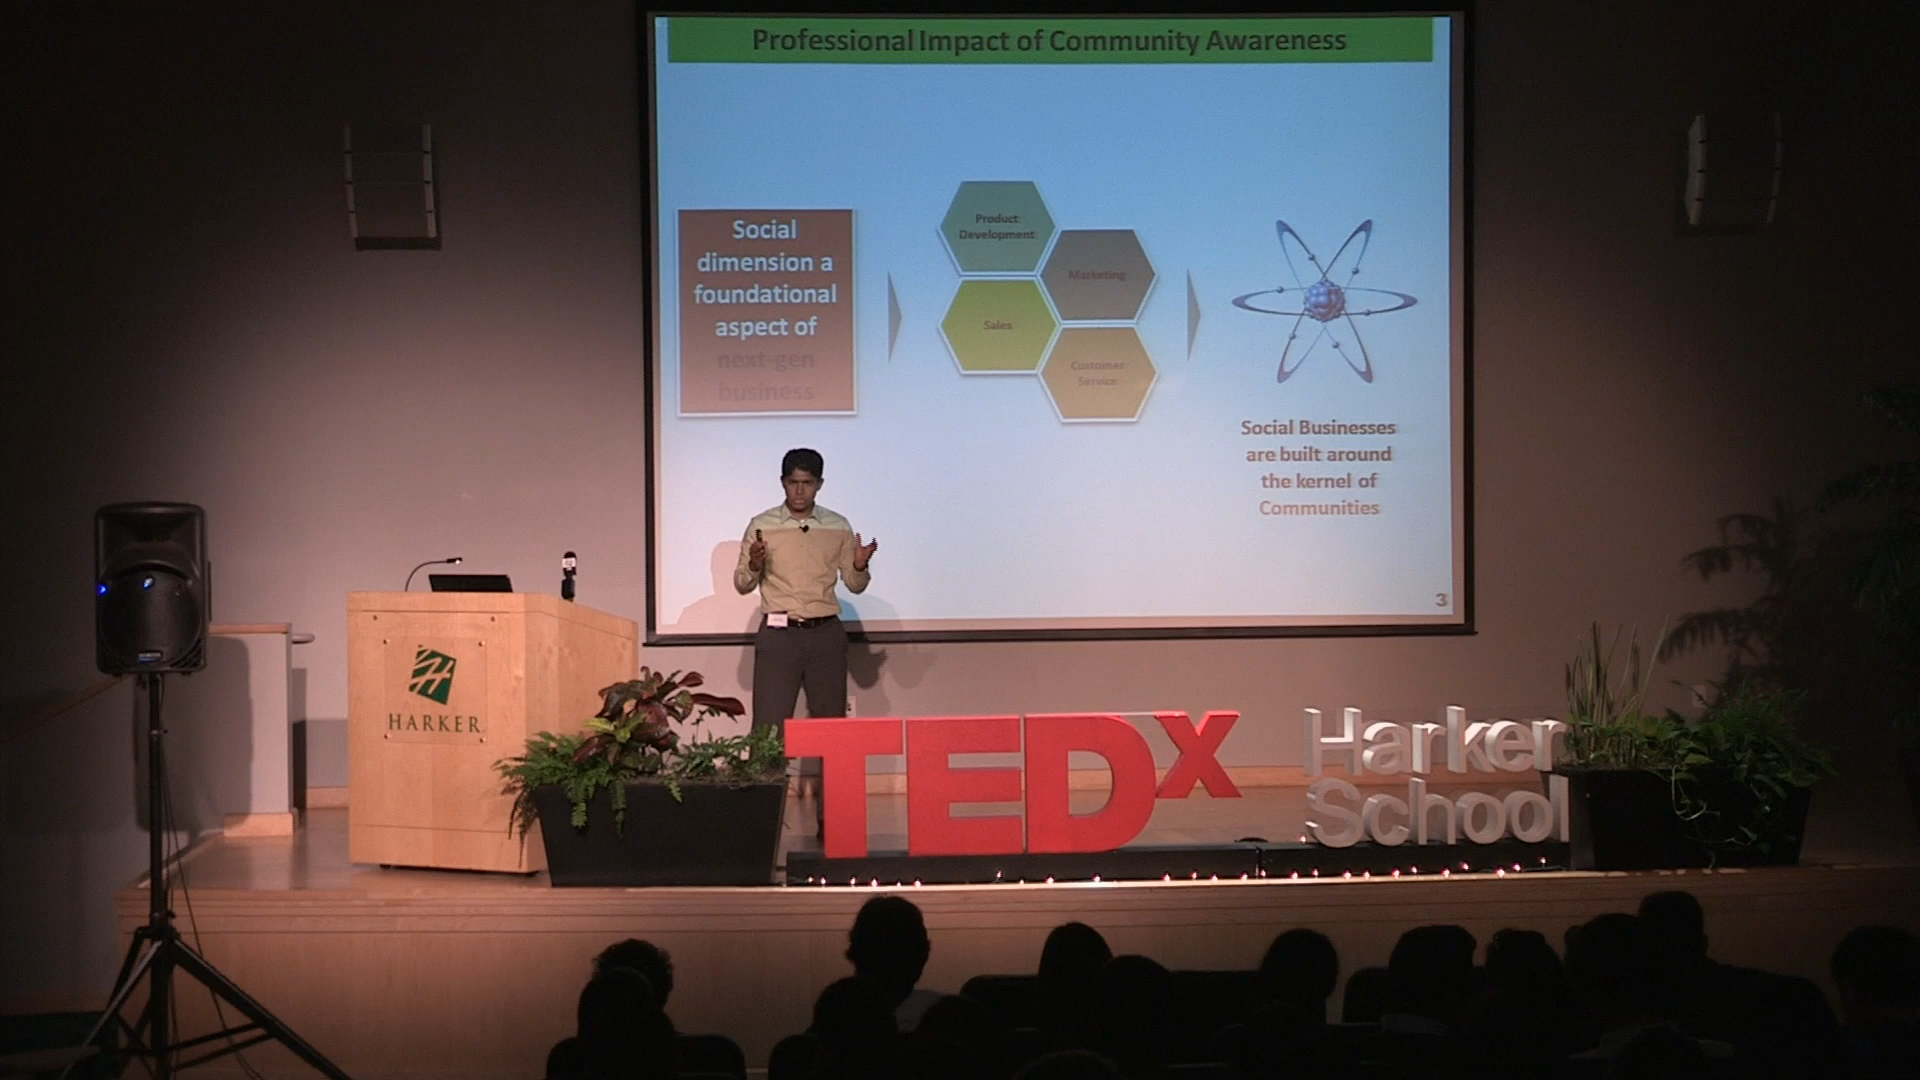 Professional Impact of Community Awareness
Social
dimension a
foundational
aspect of
next-gen
business
Product
Development
Marketing
Sales
Customer
Service
Social Businesses
are built around
the kernel of
Communities
3
HARKER
TEDx
Harker
School